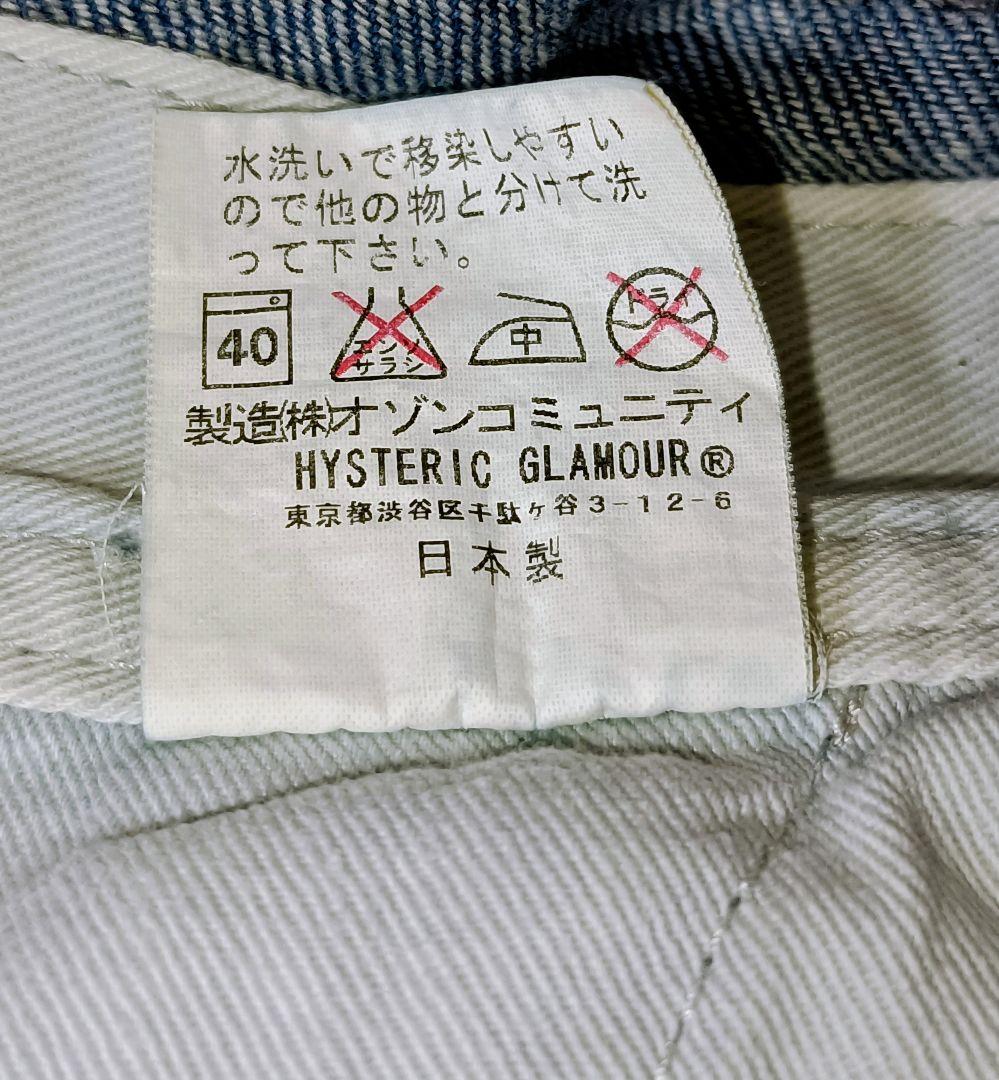 水洗いで移染しやすい
ので他の物と分けて洗
って下さい。
40
エンソ
サラシ
中
ドライ
製造(株)オゾンコミュニティ
HYSTERIC GLAMOUR®
東京都渋谷区千駄ヶ谷3-12-6
日本製